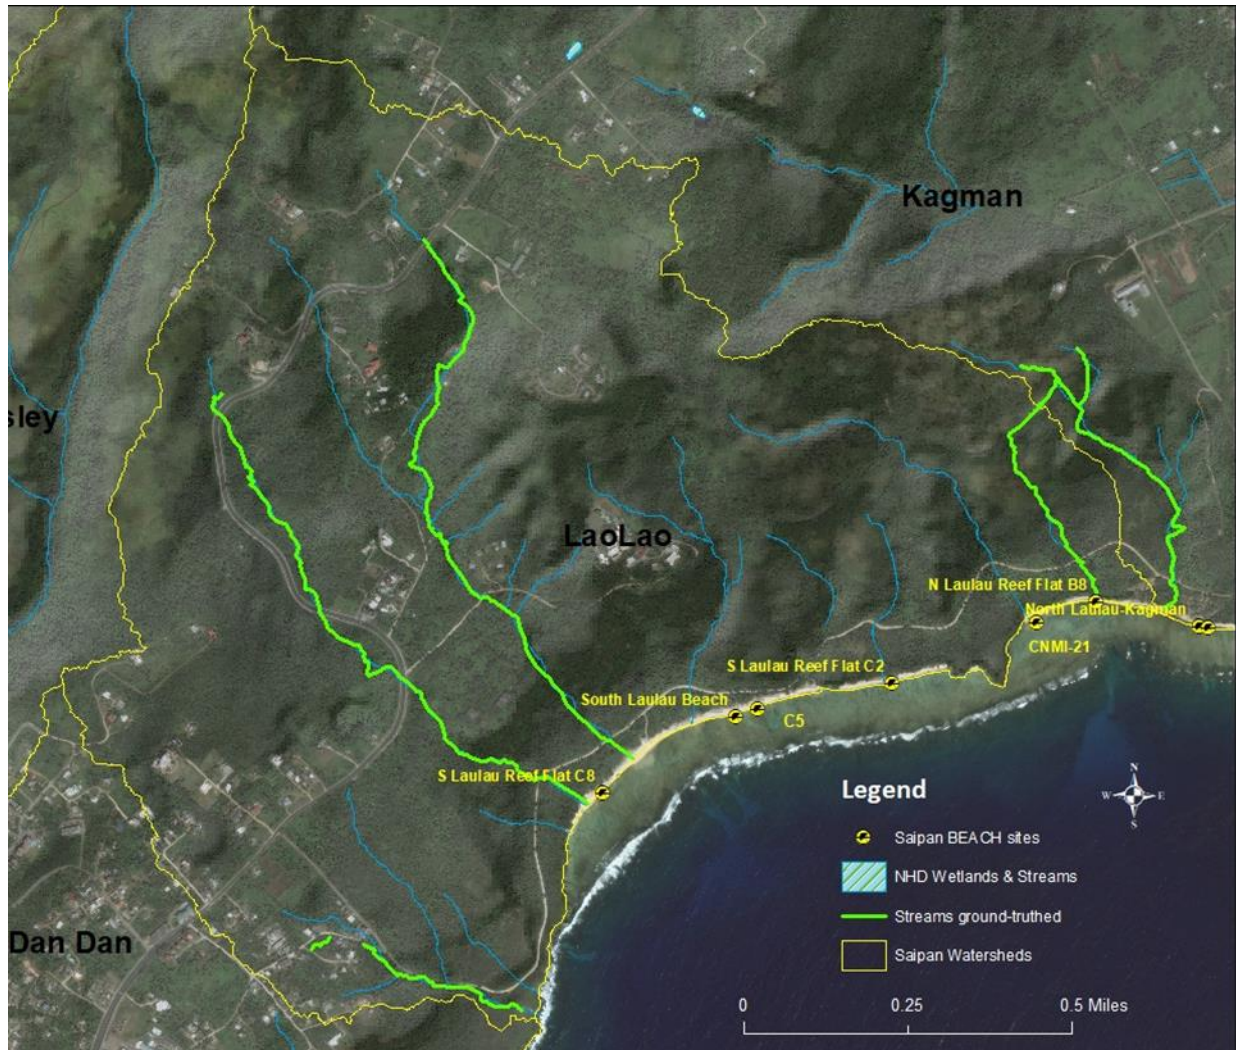 Kagman
sley
LaoLao
N Laulau Reef Flat B8
North Laulau-Kagman
CNMI-21
S Laulau Reef Flat C2
South Laulau Beach
C5
S Laulau Reef Flat C8
Dan Dan
Legend
Saipan BEACH sites
NHD Wetlands & Streams
Streams ground-truthed
Saipan Watersheds
N
W E
S
0 0.25 0.5 Miles